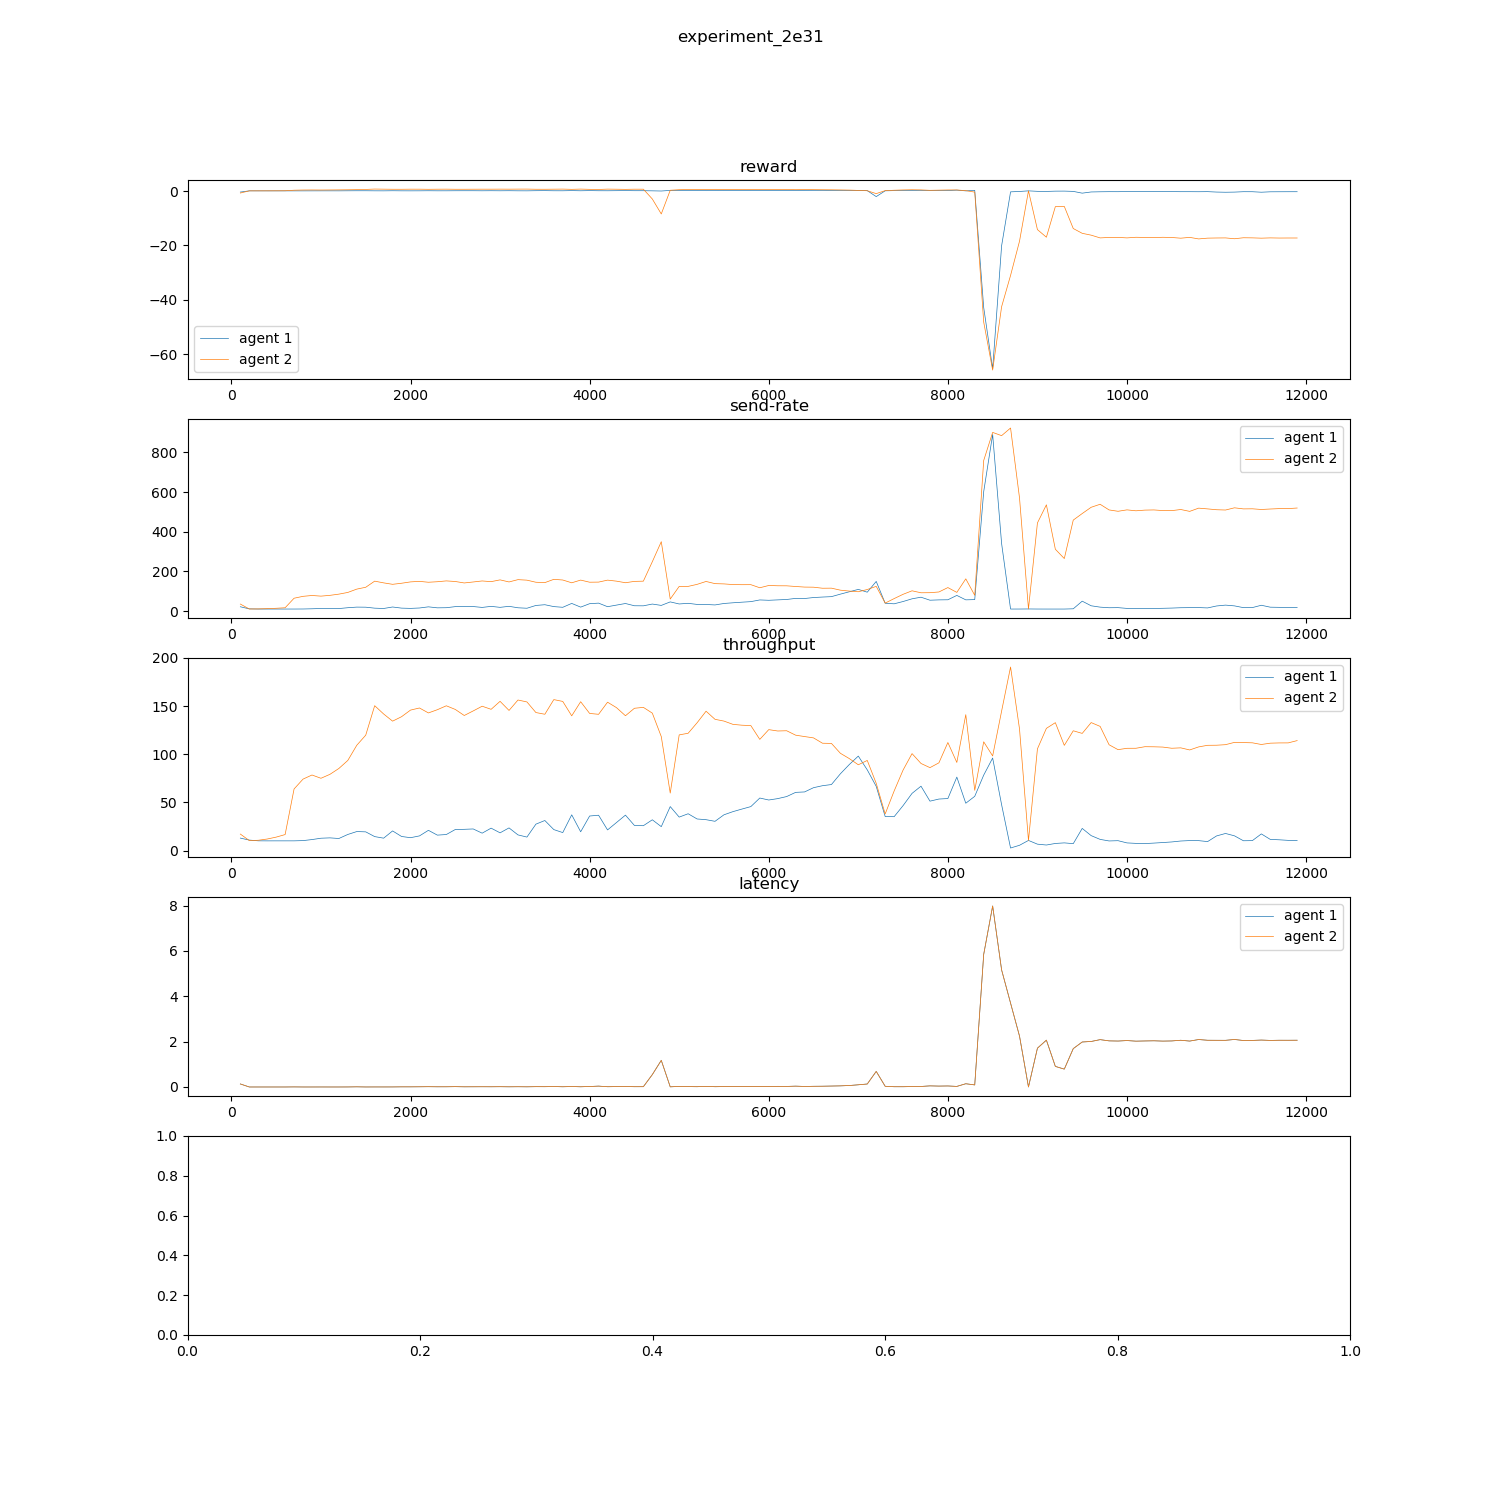 experiment_2e31
reward
0
−20
−40
−60
agent 1
agent 2
0 2000 4000 6000 8000 10000 12000
send-rate
800
600
400
200
0
agent 1
agent 2
0 2000 4000 6000 8000 10000 12000
throughput
200
150
100
50
0
agent 1
agent 2
0 2000 4000 6000 8000 10000 12000
latency
8
6
4
2
0
agent 1
agent 2
0 2000 4000 6000 8000 10000 12000
1.0
0.8
0.6
0.4
0.2
0.0
0.0 0.2 0.4 0.6 0.8 1.0